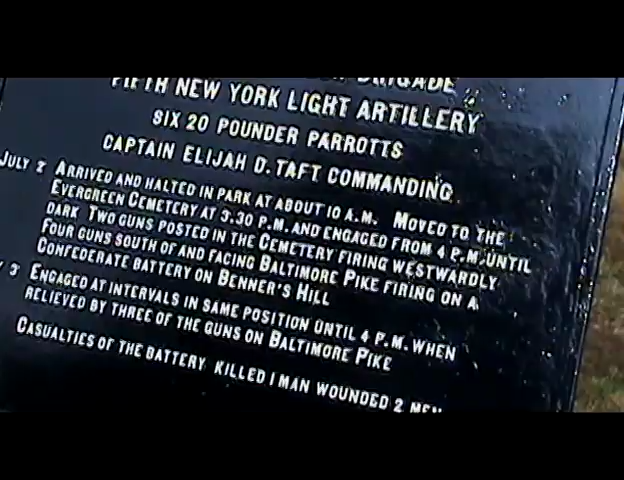 BRIGADE
FIFTH NEW YORK LIGHT ARTILLERY
SIX 20 POUNDER PARROTTS
CAPTAIN ELIJAH D. TAFT COMMANDING
JULY 2 ARRIVED AND HALTED IN PARK AT ABOUT 10 A.M. MOVED TO THE
EVERGREEN CEMETERY AT 3.30 P.M. AND ENGAGED FROM 4 P.M. UNTIL
DARK TWO GUNS POSTED IN THE CEMETERY FIRING WESTWARDLY
FOUR GUNS SOUTH OF AND FACING BALTIMORE PIKE FIRING ON A
CONFEDERATE BATTERY ON BENNER'S HILL
3 ENGAGED AT INTERVALS IN SAME POSITION UNTIL 4 P.M. WHEN
RELIEVED BY THREE OF THE GUNS ON BALTIMORE PIKE
CASUALTIES OF THE BATTERY KILLED 1 MAN WOUNDED 2 MEN